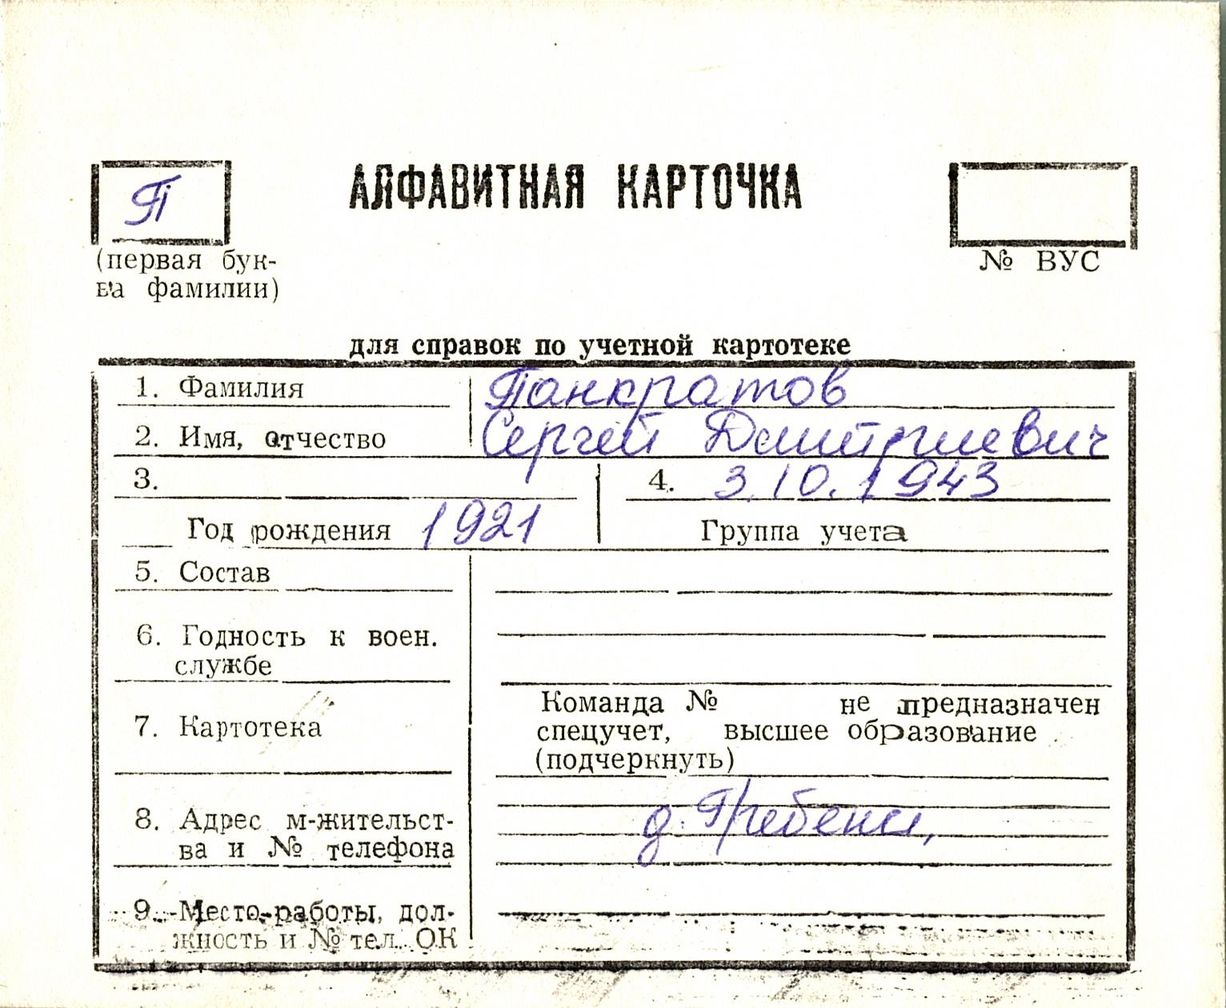 П
АЛФАВИТНАЯ КАРТОЧКА
(первая бук-
ва фамилии)
№ ВУС
для справок по учетной картотеке
1. Фамилия Панкратов
2. Имя, отчество Сергей Дмитриевич
3.
4. 3.10.1943
Год рождения 1921
Группа учета
5. Состав
6. Годность к воен.
службе
7. Картотека
Команда № не предназначен
спецучет, высшее образование
(подчеркнуть)
8. Адрес м-жительст-
ва и № телефона
д. Гребени,
9. Место работы, дол-
жность и № тел. ОК